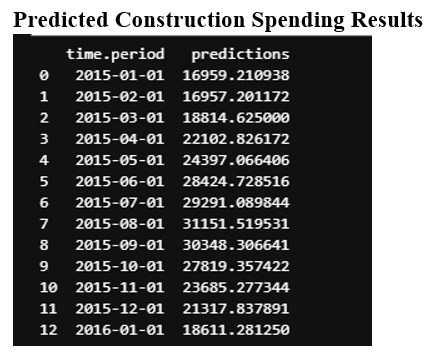 Predicted Construction Spending Results
time.period predictions
0 2015-01-01 16959.210938
1 2015-02-01 16957.201172
2 2015-03-01 18814.625000
3 2015-04-01 22102.826172
4 2015-05-01 24397.066406
5 2015-06-01 28424.728516
6 2015-07-01 29291.089844
7 2015-08-01 31151.519531
8 2015-09-01 30348.306641
9 2015-10-01 27819.357422
10 2015-11-01 23685.277344
11 2015-12-01 21317.837891
12 2016-01-01 18611.281250